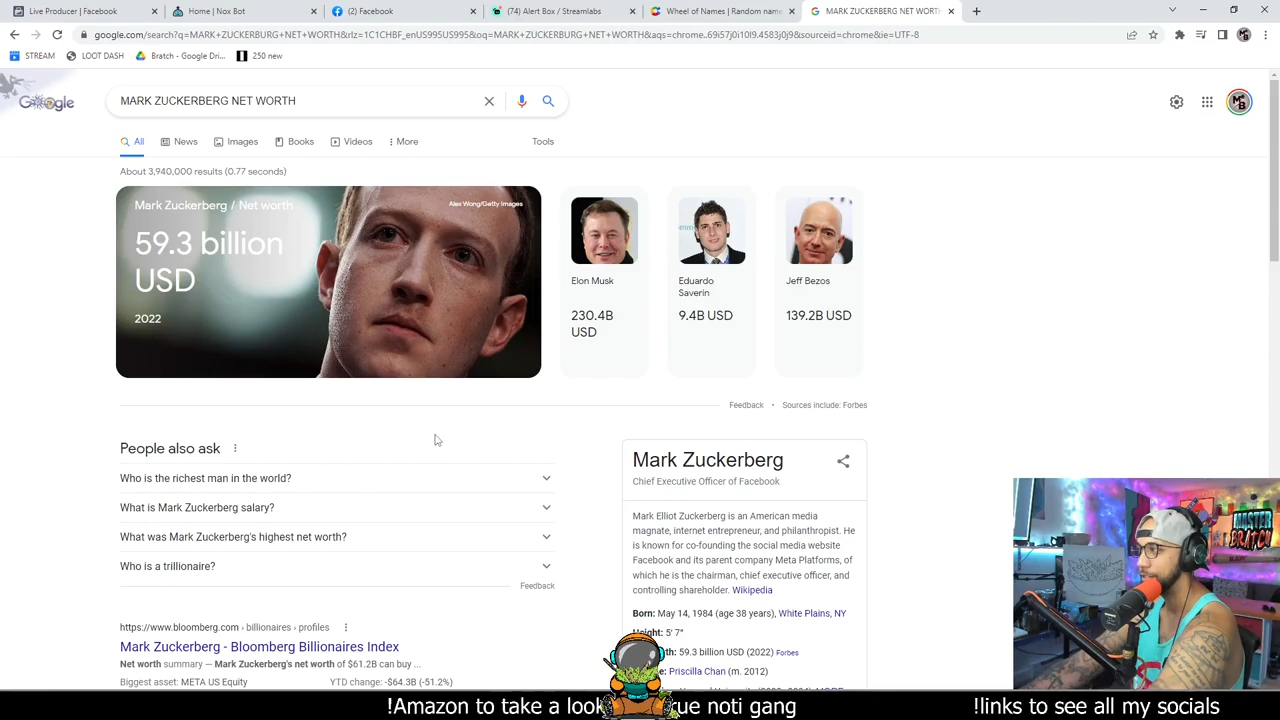 Live Producer | Facebook
Home | Nox Bot
(2) Facebook
(74) Alert Box / Streamlabs
Wheel of Names | Random name
MARK ZUCKERBERG NET WORTH
google.com/search?q=MARK+ZUCKERBURG+NET+WORTH&rlz=1C1CHBF_enUS995US995&oq=MARK+ZUCKERBURG+NET+WORTH&aqs=chrome..69i57j0i10l9.4583j0j9&sourceid=chrome&ie=UTF-8
STREAM
LOOT DASH
Bratch - Google Dri...
250 new
Google
MARK ZUCKERBERG NET WORTH
All
News
Images
Books
Videos
More
Tools
About 3,940,000 results (0.77 seconds)
Mark Zuckerberg / Net worth
Alex Wong/Getty Images
59.3 billion
USD
2022
Elon Musk
230.4B
USD
Eduardo
Saverin
9.4B USD
Jeff Bezos
139.2B USD
Feedback • Sources include: Forbes
People also ask
Who is the richest man in the world?
What is Mark Zuckerberg salary?
What was Mark Zuckerberg's highest net worth?
Who is a trillionaire?
Feedback
https://www.bloomberg.com › billionaires › profiles
Mark Zuckerberg - Bloomberg Billionaires Index
Net worth summary — Mark Zuckerberg's net worth of $61.2B can buy ...
Biggest asset: META US Equity
YTD change: -$64.3B (-51.2%)
Mark Zuckerberg
Chief Executive Officer of Facebook
Mark Elliot Zuckerberg is an American media
magnate, internet entrepreneur, and philanthropist. He
is known for co-founding the social media website
Facebook and its parent company Meta Platforms, of
which he is the chairman, chief executive officer, and
controlling shareholder. Wikipedia
Born: May 14, 1984 (age 38 years), White Plains, NY
Height: 5′ 7″
th: 59.3 billion USD (2022) Forbes
Priscilla Chan (m. 2012)
MASTER
BRATCH
!Amazon to take a look
ue noti gang
!links to see all my socials